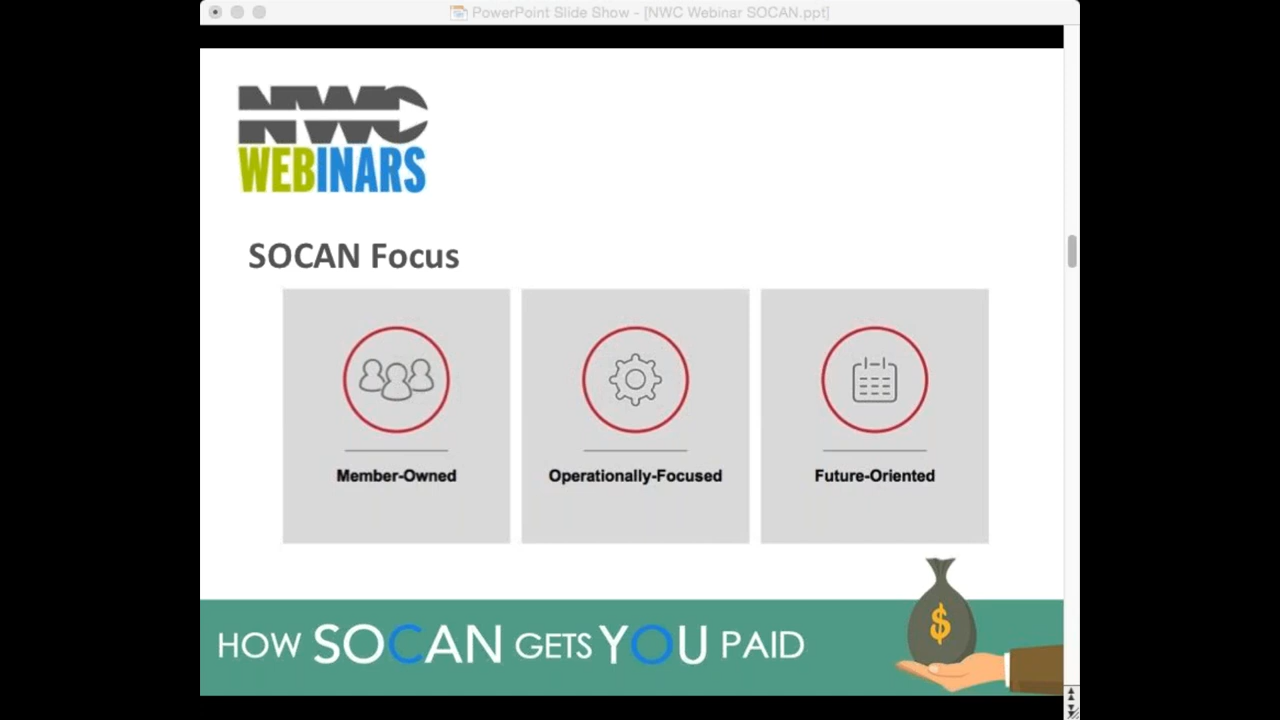 PowerPoint Slide Show - [NWC Webinar SOCAN.ppt]
NWC
WEBINARS
SOCAN Focus
Member-Owned
Operationally-Focused
Future-Oriented
$
HOW SOCAN GETS YOU PAID